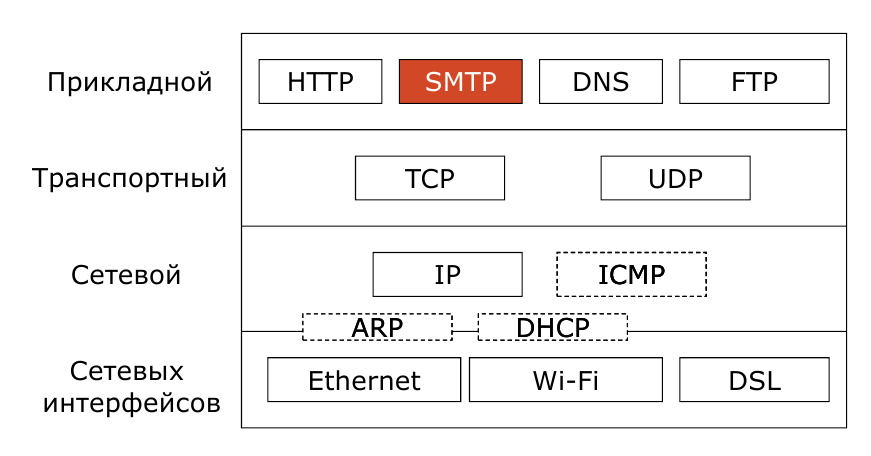 Прикладной
HTTP
SMTP
DNS
FTP
Транспортный
TCP
UDP
Сетевой
IP
ICMP
ARP
DHCP
Сетевых
интерфейсов
Ethernet
Wi-Fi
DSL